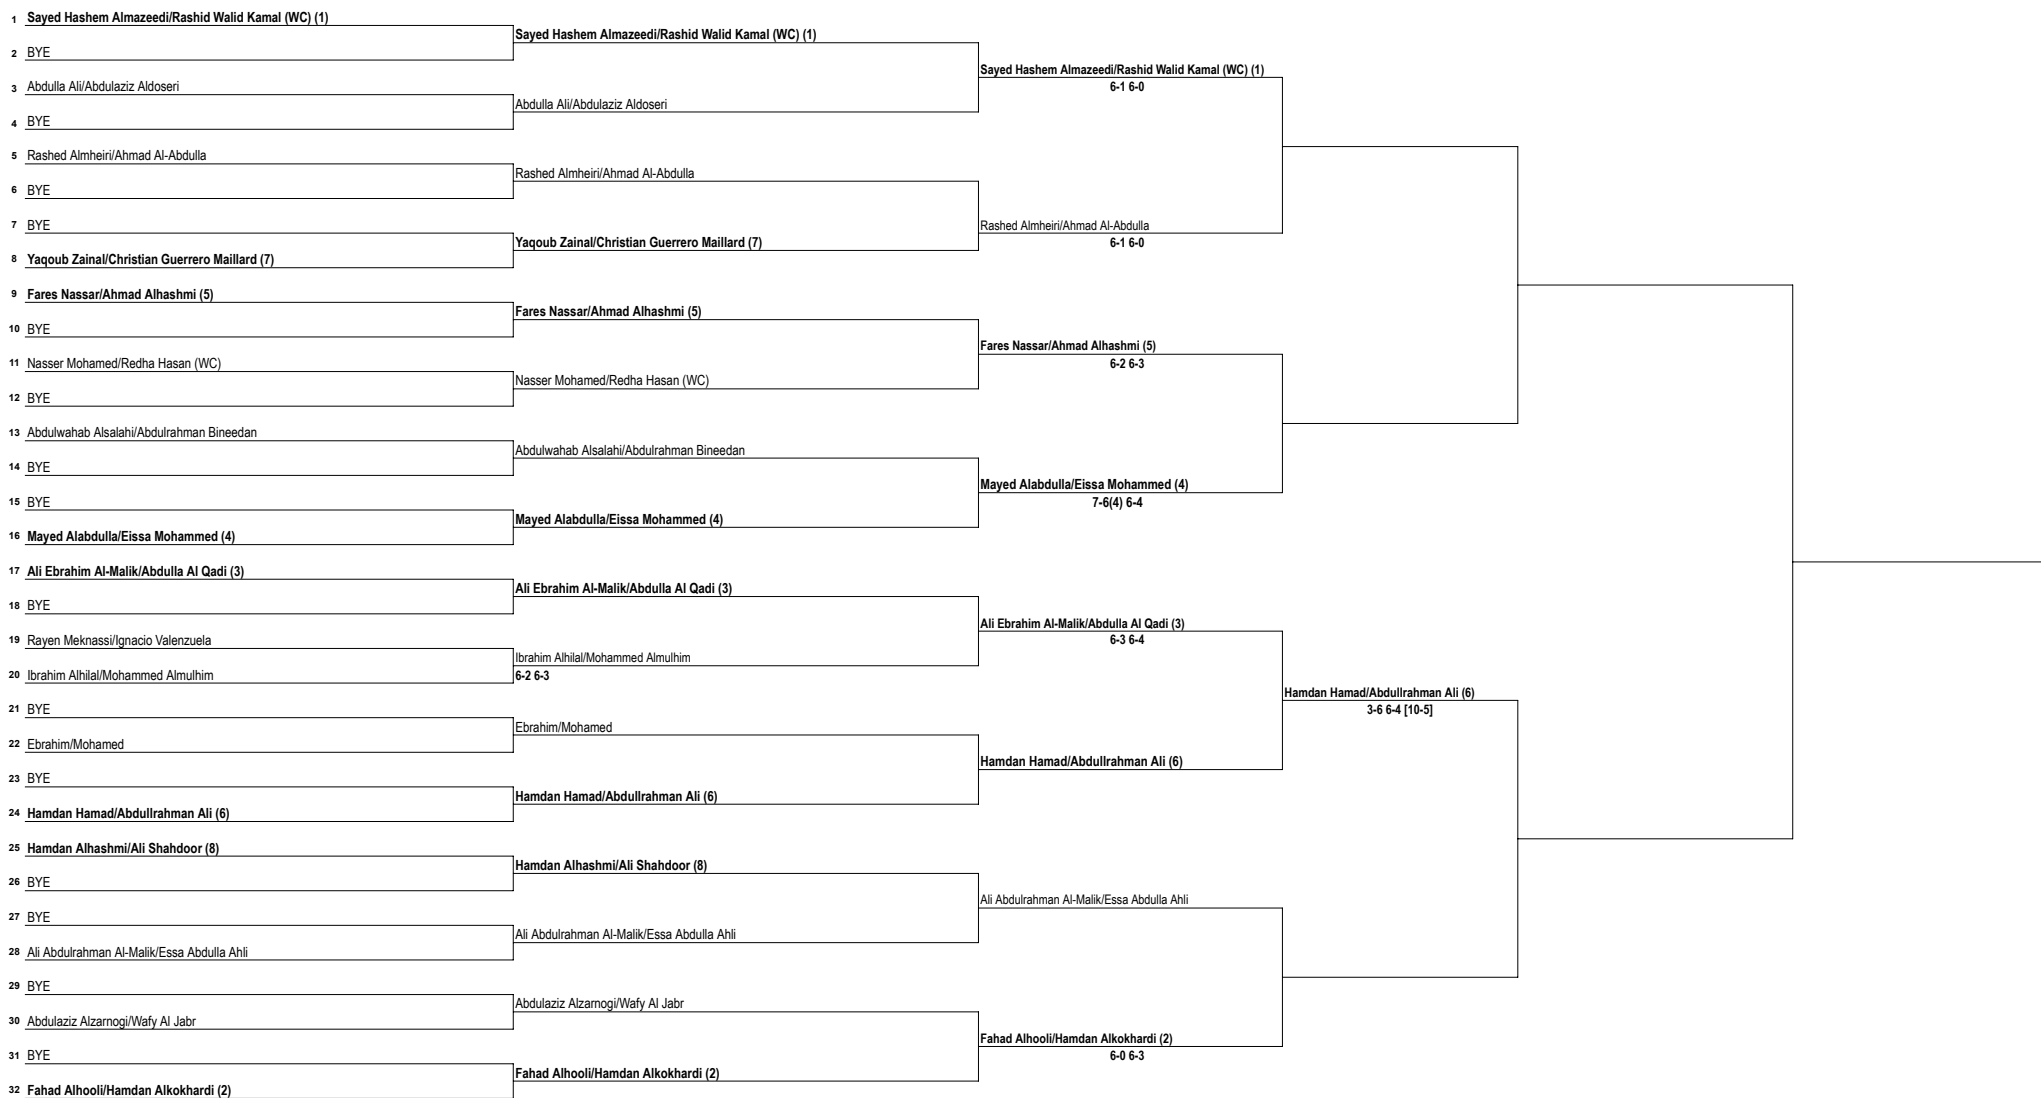 1 Sayed Hashem Almazeedi/Rashid Walid Kamal (WC) (1)
2 BYE
3 Abdulla Ali/Abdulaziz Aldoseri
4 BYE
5 Rashed Almheiri/Ahmad Al-Abdulla
6 BYE
7 BYE
8 Yaqoub Zainal/Christian Guerrero Maillard (7)
9 Fares Nassar/Ahmad Alhashmi (5)
10 BYE
11 Nasser Mohamed/Redha Hasan (WC)
12 BYE
13 Abdulwahab Alsalahi/Abdulrahman Bineedan
14 BYE
15 BYE
16 Mayed Alabdulla/Eissa Mohammed (4)
17 Ali Ebrahim Al-Malik/Abdulla Al Qadi (3)
18 BYE
19 Rayen Meknassi/Ignacio Valenzuela
20 Ibrahim Alhilal/Mohammed Almulhim
21 BYE
22 Ebrahim/Mohamed
23 BYE
24 Hamdan Hamad/Abdullrahman Ali (6)
25 Hamdan Alhashmi/Ali Shahdoor (8)
26 BYE
27 BYE
28 Ali Abdulrahman Al-Malik/Essa Abdulla Ahli
29 BYE
30 Abdulaziz Alzarnogi/Wafy Al Jabr
31 BYE
32 Fahad Alhooli/Hamdan Alkokhardi (2)
Sayed Hashem Almazeedi/Rashid Walid Kamal (WC) (1)
Abdulla Ali/Abdulaziz Aldoseri
Rashed Almheiri/Ahmad Al-Abdulla
Yaqoub Zainal/Christian Guerrero Maillard (7)
Fares Nassar/Ahmad Alhashmi (5)
Nasser Mohamed/Redha Hasan (WC)
Abdulwahab Alsalahi/Abdulrahman Bineedan
Mayed Alabdulla/Eissa Mohammed (4)
Ali Ebrahim Al-Malik/Abdulla Al Qadi (3)
Ibrahim Alhilal/Mohammed Almulhim
6-2 6-3
Ebrahim/Mohamed
Hamdan Hamad/Abdullrahman Ali (6)
Hamdan Alhashmi/Ali Shahdoor (8)
Ali Abdulrahman Al-Malik/Essa Abdulla Ahli
Abdulaziz Alzarnogi/Wafy Al Jabr
Fahad Alhooli/Hamdan Alkokhardi (2)
Sayed Hashem Almazeedi/Rashid Walid Kamal (WC) (1)
6-1 6-0
Rashed Almheiri/Ahmad Al-Abdulla
6-1 6-0
Fares Nassar/Ahmad Alhashmi (5)
6-2 6-3
Mayed Alabdulla/Eissa Mohammed (4)
7-6(4) 6-4
Ali Ebrahim Al-Malik/Abdulla Al Qadi (3)
6-3 6-4
Hamdan Hamad/Abdullrahman Ali (6)
Ali Abdulrahman Al-Malik/Essa Abdulla Ahli
Fahad Alhooli/Hamdan Alkokhardi (2)
6-0 6-3
Hamdan Hamad/Abdullrahman Ali (6)
3-6 6-4 [10-5]